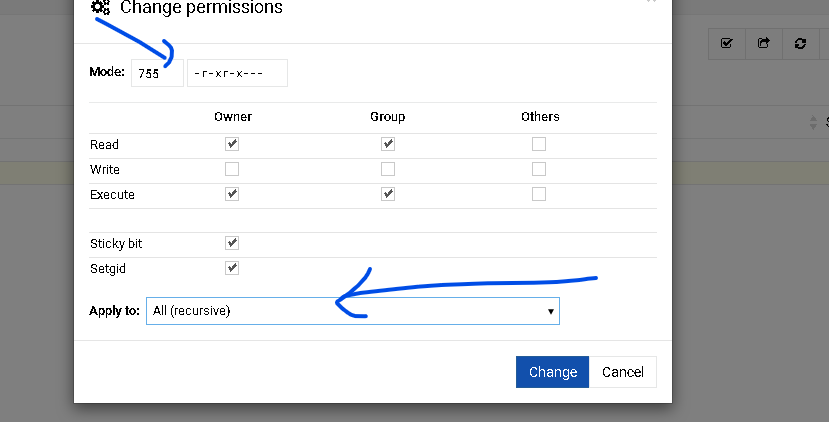 Change permissions
Mode: 755 -r-xr-x---
Owner Group Others
Read
Write
Execute
Sticky bit
Setgid
Apply to: All (recursive)
Change Cancel